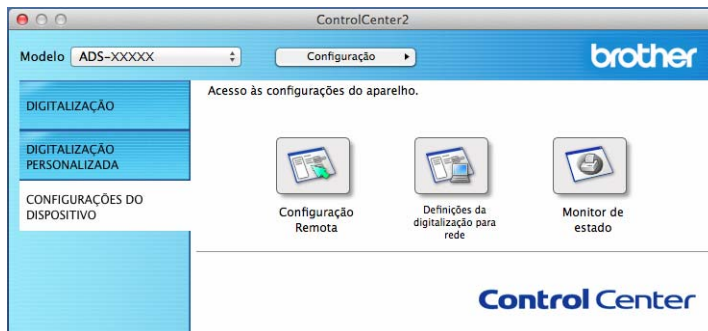 ControlCenter2
Modelo ADS-XXXXX Configuração brother
Acesso às configurações do aparelho.
DIGITALIZAÇÃO
DIGITALIZAÇÃO
PERSONALIZADA
CONFIGURAÇÕES DO
DISPOSITIVO
Configuração
Remota
Definições da
digitalização para
rede
Monitor de
estado
Control Center